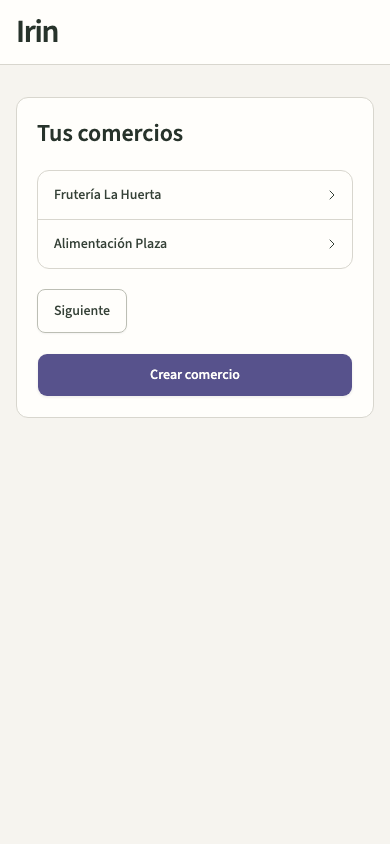 Irin
Tus comercios
Frutería La Huerta
Alimentación Plaza
Siguiente
Crear comercio